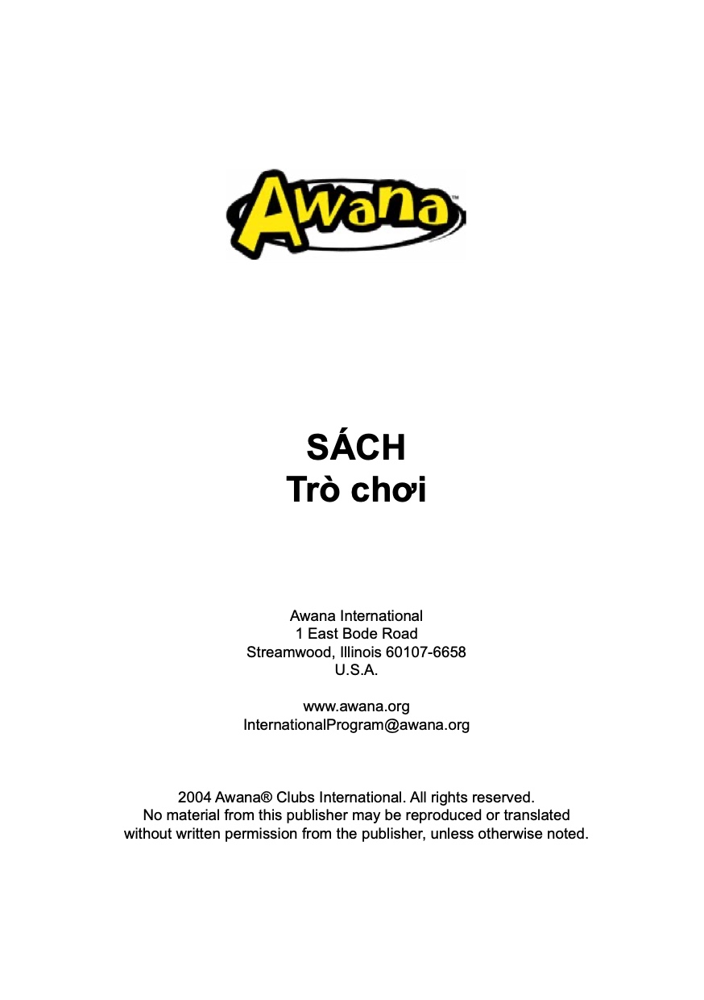 Awana™
SÁCH
Trò chơi
Awana International
1 East Bode Road
Streamwood, Illinois 60107-6658
U.S.A.
www.awana.org
InternationalProgram@awana.org
2004 Awana® Clubs International. All rights reserved.
No material from this publisher may be reproduced or translated
without written permission from the publisher, unless otherwise noted.